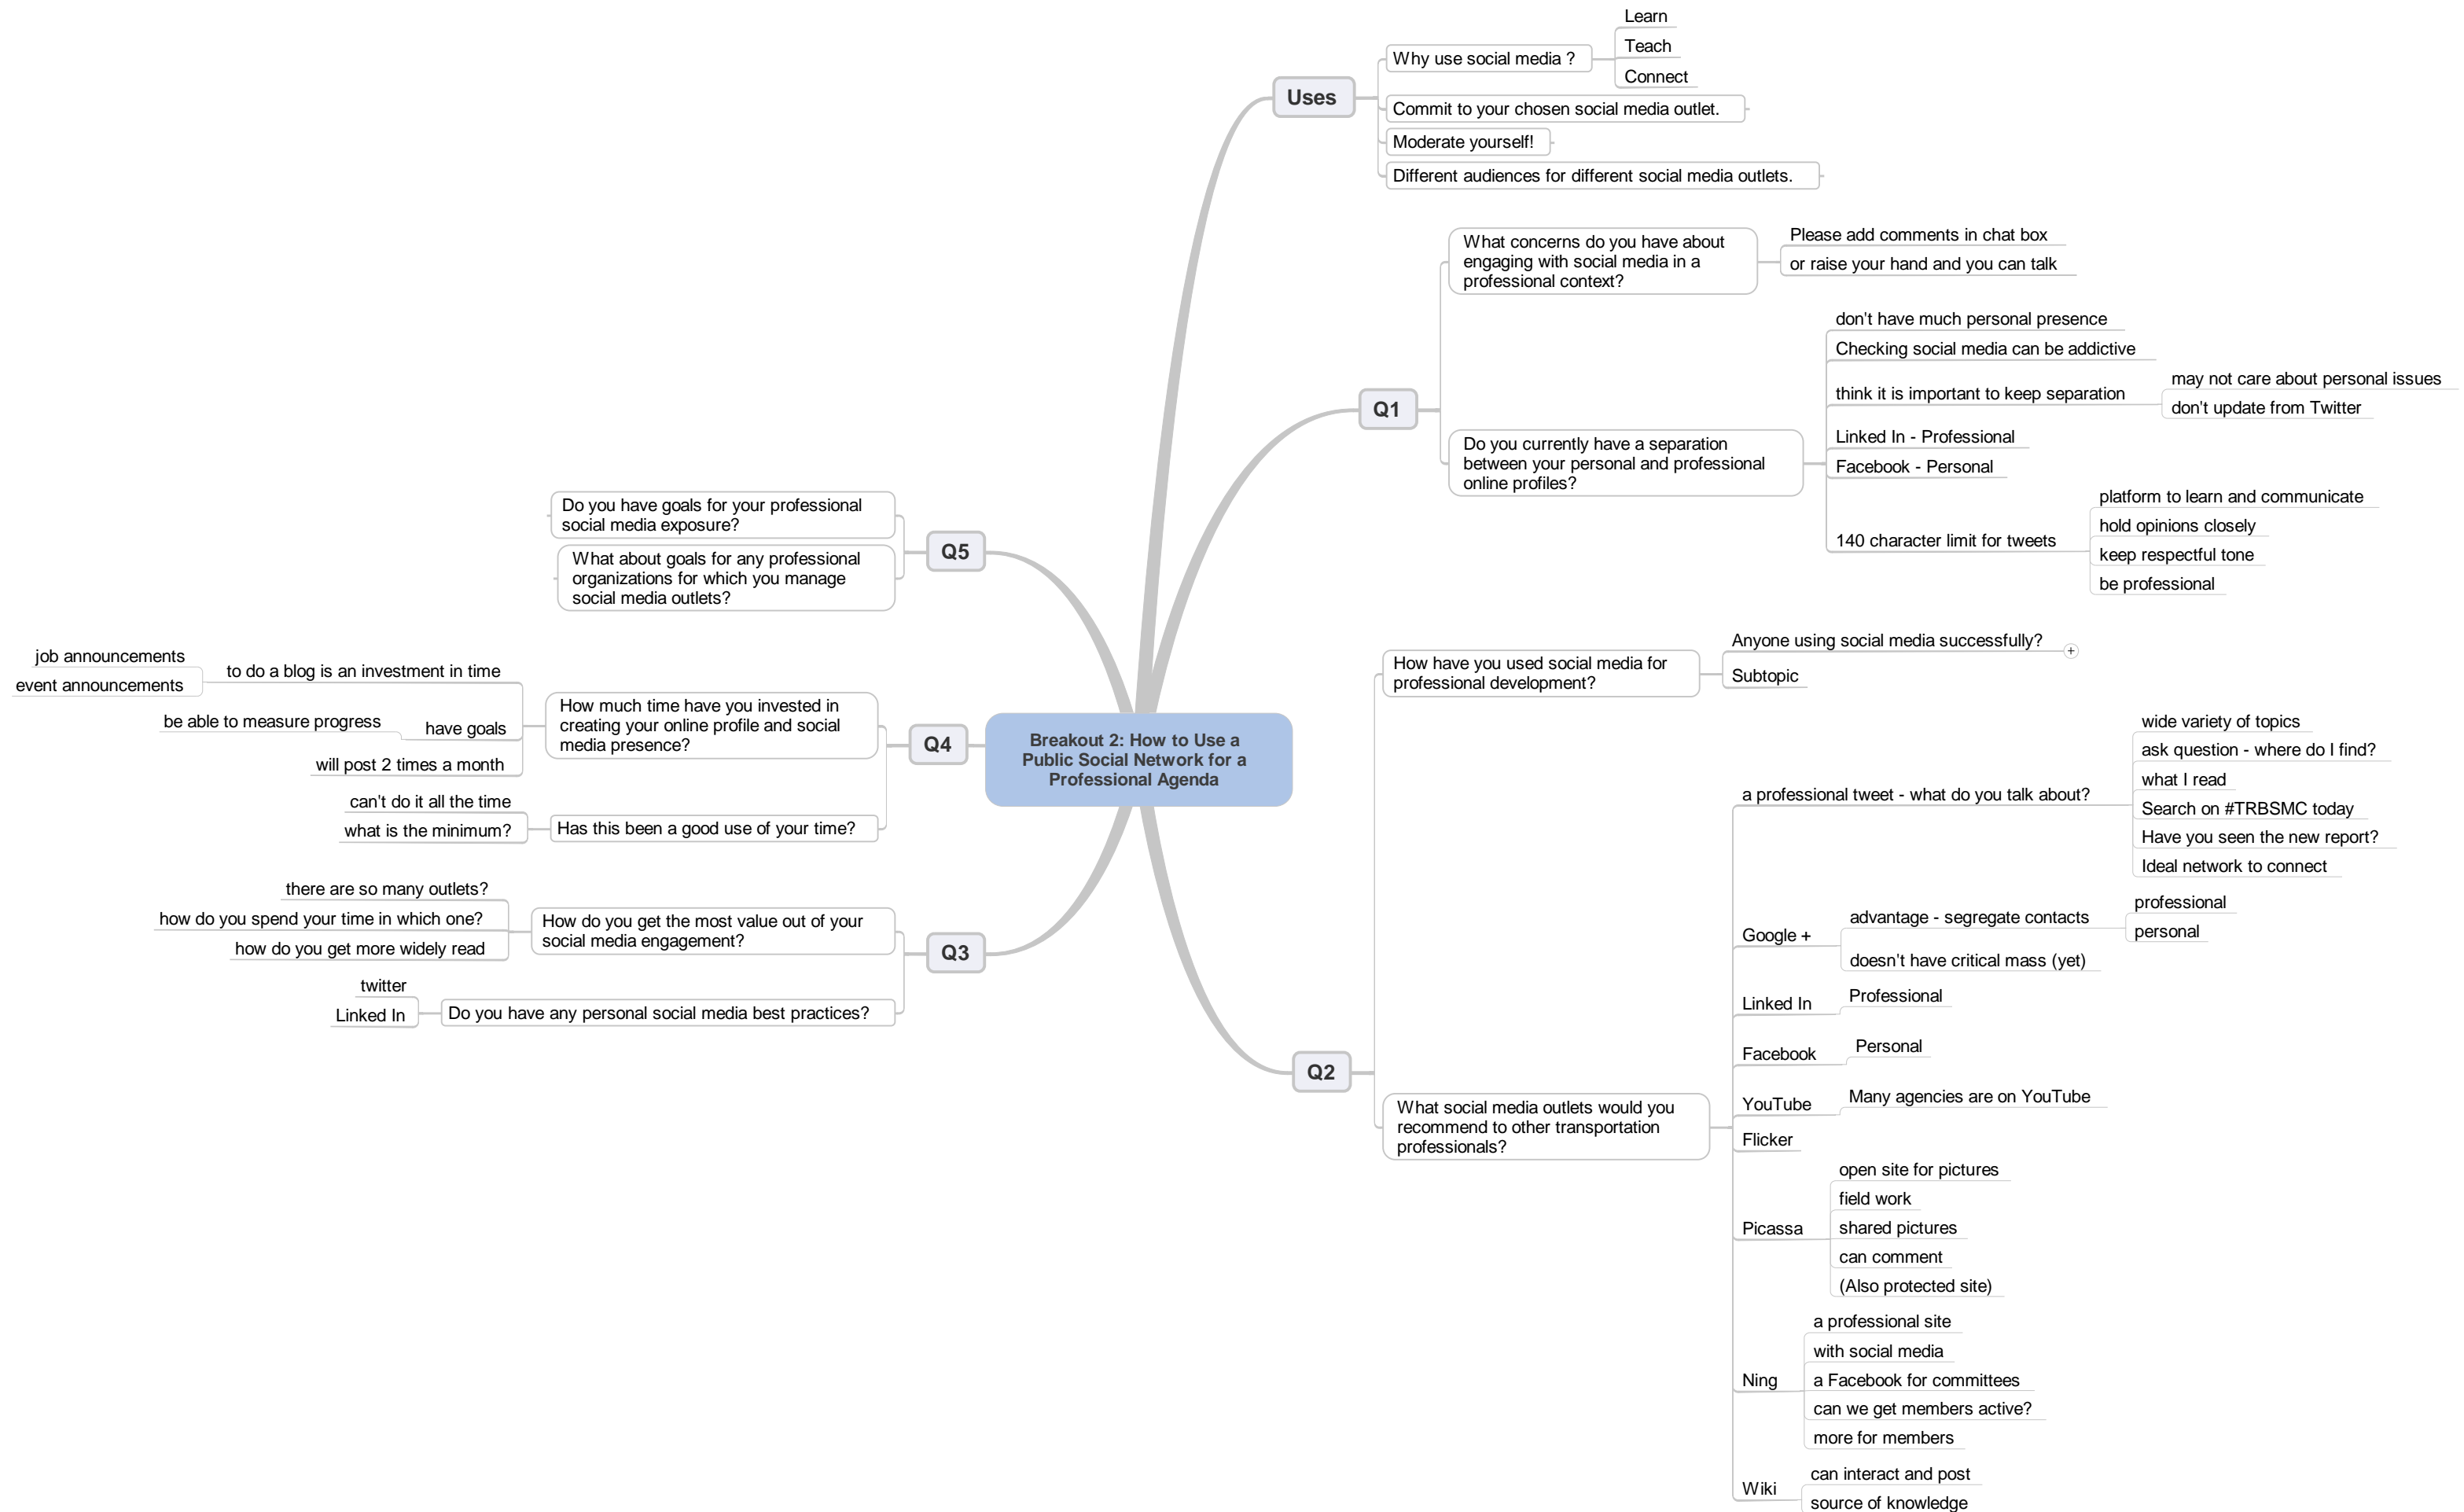 Uses
Why use social media ?
Learn
Teach
Connect
Commit to your chosen social media outlet.
Moderate yourself!
Different audiences for different social media outlets.
Q1
What concerns do you have about
engaging with social media in a
professional context?
Please add comments in chat box
or raise your hand and you can talk
Do you currently have a separation
between your personal and professional
online profiles?
don't have much personal presence
Checking social media can be addictive
think it is important to keep separation
may not care about personal issues
don't update from Twitter
Linked In - Professional
Facebook - Personal
140 character limit for tweets
platform to learn and communicate
hold opinions closely
keep respectful tone
be professional
Breakout 2: How to Use a
Public Social Network for a
Professional Agenda
Q2
How have you used social media for
professional development?
Anyone using social media successfully?
+
Subtopic
What social media outlets would you
recommend to other transportation
professionals?
a professional tweet - what do you talk about?
wide variety of topics
ask question - where do I find?
what I read
Search on #TRBSMC today
Have you seen the new report?
Ideal network to connect
Google +
advantage - segregate contacts
professional
personal
doesn't have critical mass (yet)
Linked In
Professional
Facebook
Personal
YouTube
Many agencies are on YouTube
Flicker
Picassa
open site for pictures
field work
shared pictures
can comment
(Also protected site)
Ning
a professional site
with social media
a Facebook for committees
can we get members active?
more for members
Wiki
can interact and post
source of knowledge
Q3
How do you get the most value out of your
social media engagement?
there are so many outlets?
how do you spend your time in which one?
how do you get more widely read
Do you have any personal social media best practices?
twitter
Linked In
Q4
How much time have you invested in
creating your online profile and social
media presence?
to do a blog is an investment in time
job announcements
event announcements
have goals
be able to measure progress
will post 2 times a month
Has this been a good use of your time?
can't do it all the time
what is the minimum?
Q5
Do you have goals for your professional
social media exposure?
What about goals for any professional
organizations for which you manage
social media outlets?